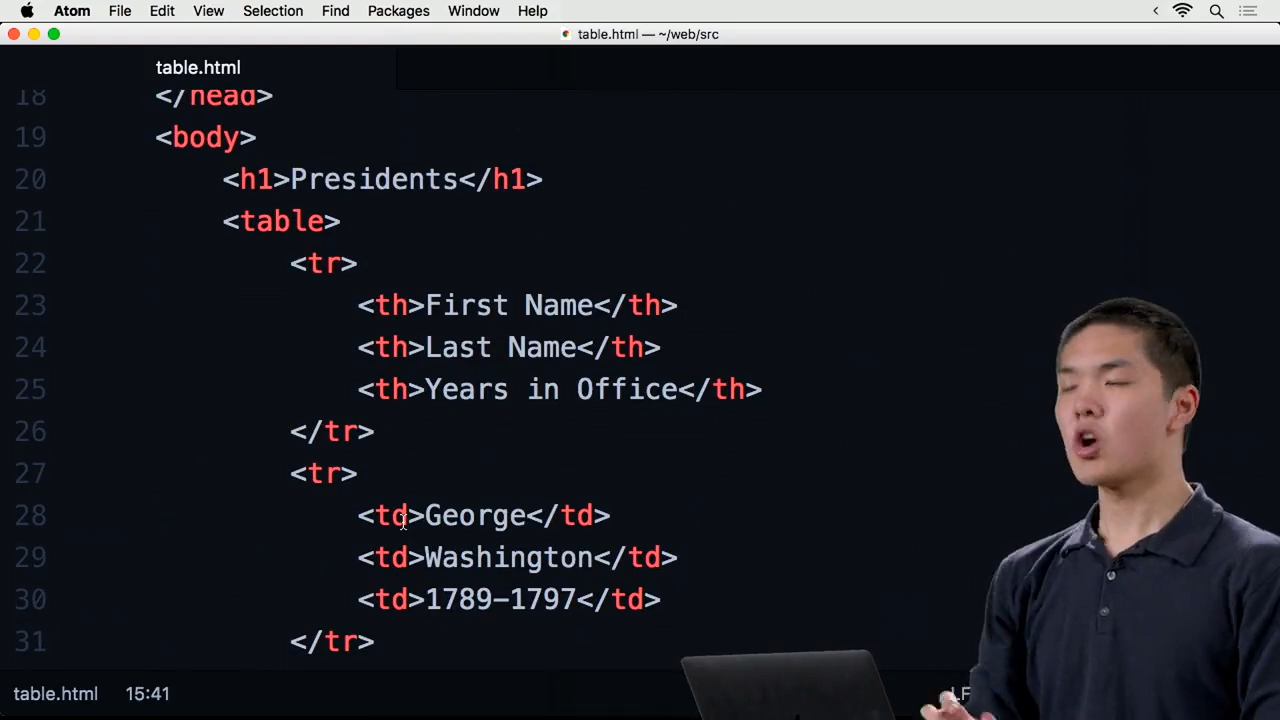 Atom File Edit View Selection Find Packages Window Help
table.html — ~/web/src
table.html
18 </head>
19 <body>
20 <h1>Presidents</h1>
21 <table>
22 <tr>
23 <th>First Name</th>
24 <th>Last Name</th>
25 <th>Years in Office</th>
26 </tr>
27 <tr>
28 <td>George</td>
29 <td>Washington</td>
30 <td>1789-1797</td>
31 </tr>
table.html 15:41 LF